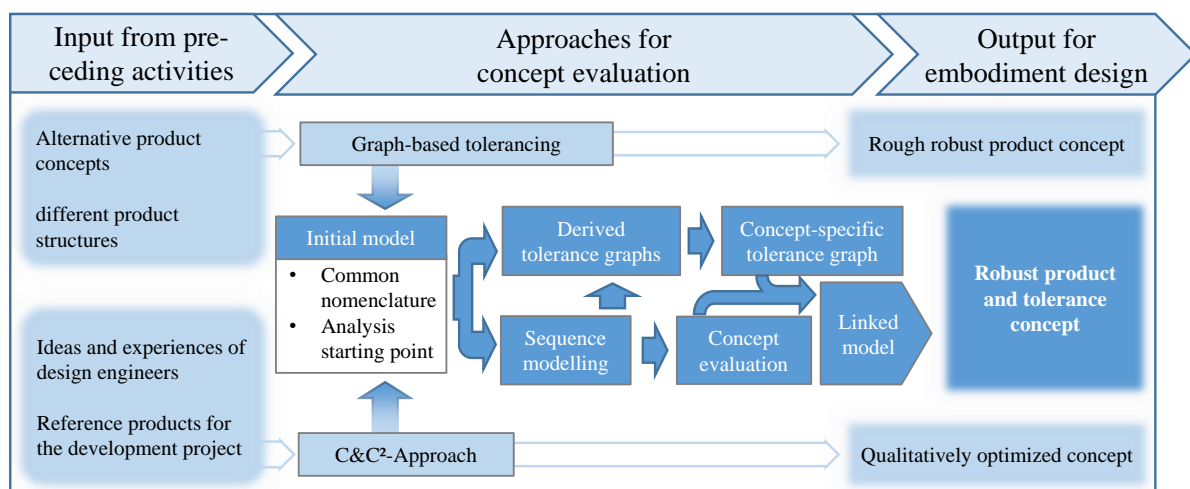 Input from pre-
ceding activities
Approaches for
concept evaluation
Output for
embodiment design
Alternative product
concepts
different product
structures
Graph-based tolerancing
Rough robust product concept
Initial model
• Common
nomenclature
• Analysis
starting point
Derived
tolerance graphs
Concept-specific
tolerance graph
Sequence
modelling
Concept
evaluation
Linked
model
Robust product
and tolerance
concept
Ideas and experiences of
design engineers
Reference products for
the development project
C&C²-Approach
Qualitatively optimized concept